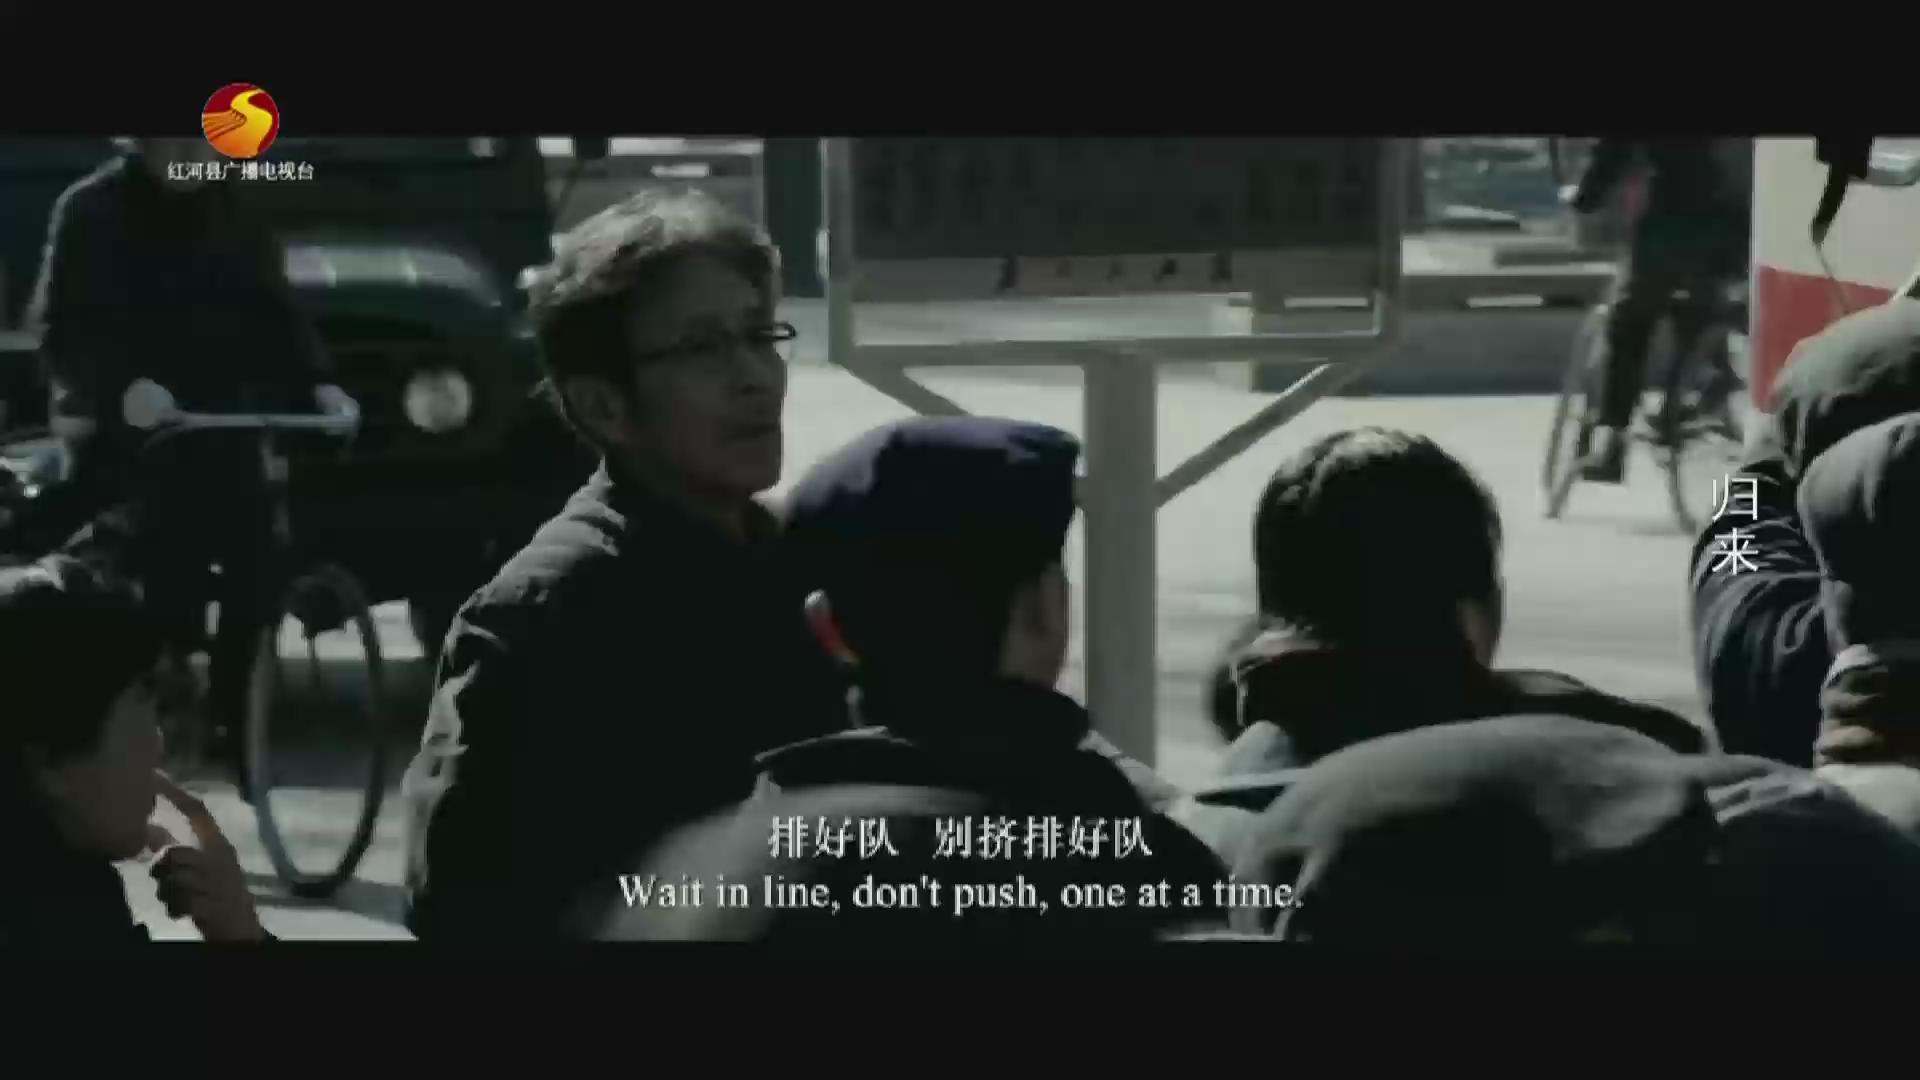 红河县广播电视台
归来
排好队 别挤排好队
Wait in line, don't push, one at a time.